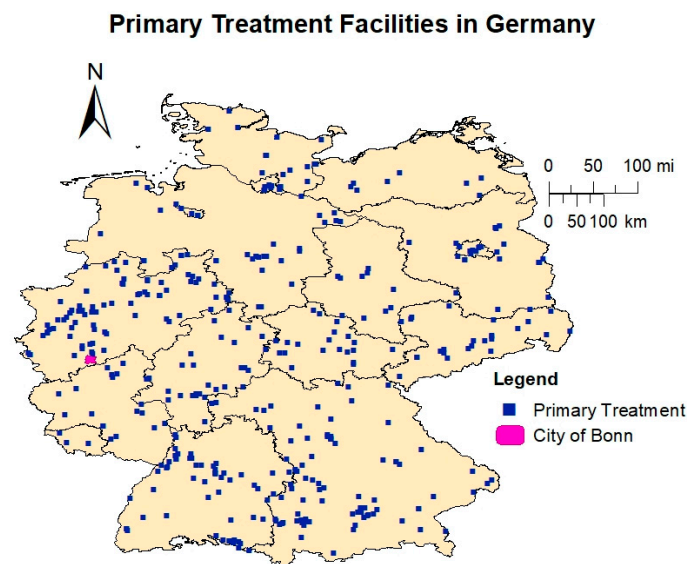 Primary Treatment Facilities in Germany
N
0 50 100 mi
0 50 100 km
Legend
Primary Treatment
City of Bonn